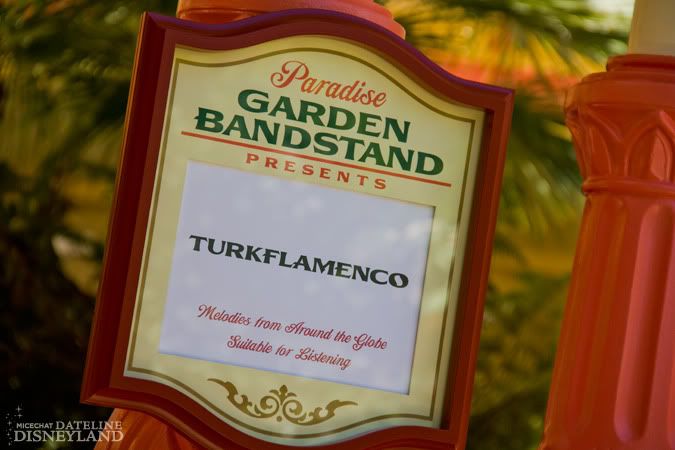 Paradise
GARDEN
BANDSTAND
PRESENTS
TURKFLAMENCO
Melodies from Around the Globe
Suitable for Listening
MICECHAT DATELINE
DISNEYLAND